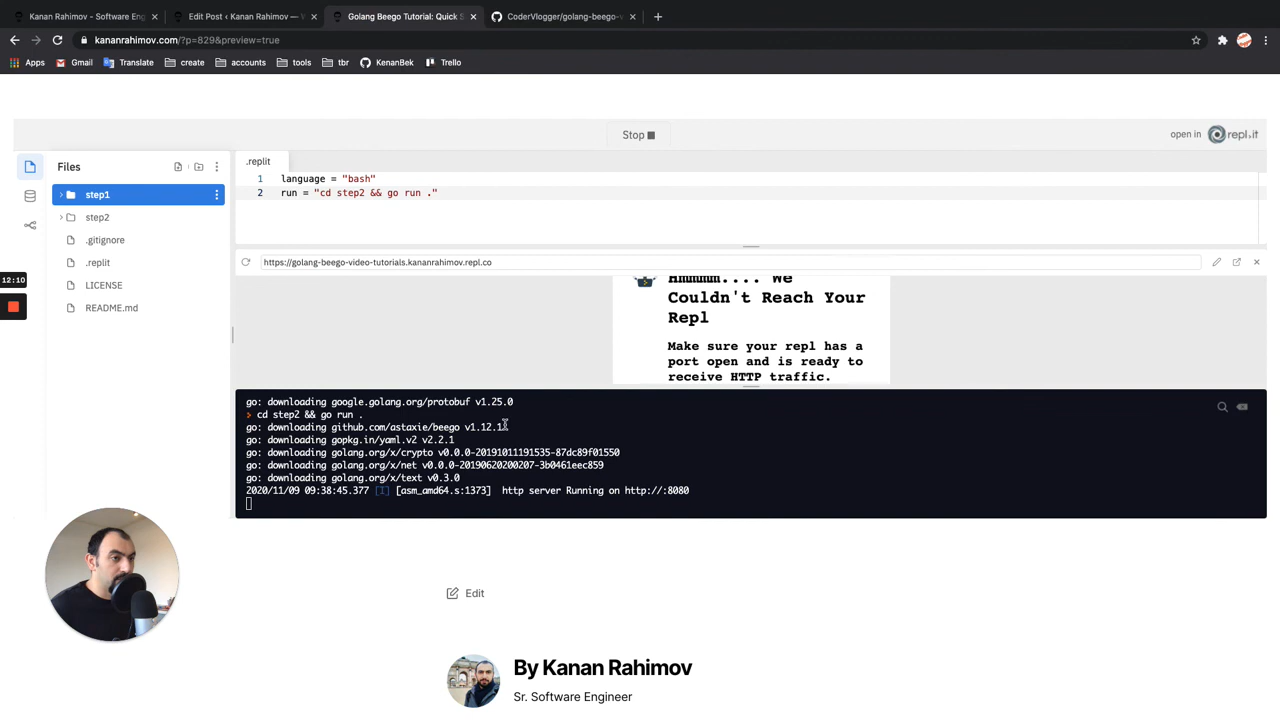 Kanan Rahimov - Software Eng
Edit Post ‹ Kanan Rahimov — W
Golang Beego Tutorial: Quick S
CoderVlogger/golang-beego-v
kananrahimov.com/?p=829&preview=true
Apps
Gmail
Translate
create
accounts
tools
tbr
KenanBek
Trello
Stop
open in
repl.it
Files
.replit
step1
step2
.gitignore
.replit
LICENSE
README.md
1 language = "bash"
2 run = "cd step2 && go run ."
https://golang-beego-video-tutorials.kananrahimov.repl.co
12:10
Hmmmm.... We
Couldn't Reach Your
Repl
Make sure your repl has a
port open and is ready to
receive HTTP traffic.
go: downloading google.golang.org/protobuf v1.25.0
> cd step2 && go run .
go: downloading github.com/astaxie/beego v1.12.1
go: downloading gopkg.in/yaml.v2 v2.2.1
go: downloading golang.org/x/crypto v0.0.0-20191011191535-87dc89f01550
go: downloading golang.org/x/net v0.0.0-20190620200207-3b0461eec859
go: downloading golang.org/x/text v0.3.0
2020/11/09 09:38:45.377 [I] [asm_amd64.s:1373] http server Running on http://:8080
Edit
By Kanan Rahimov
Sr. Software Engineer